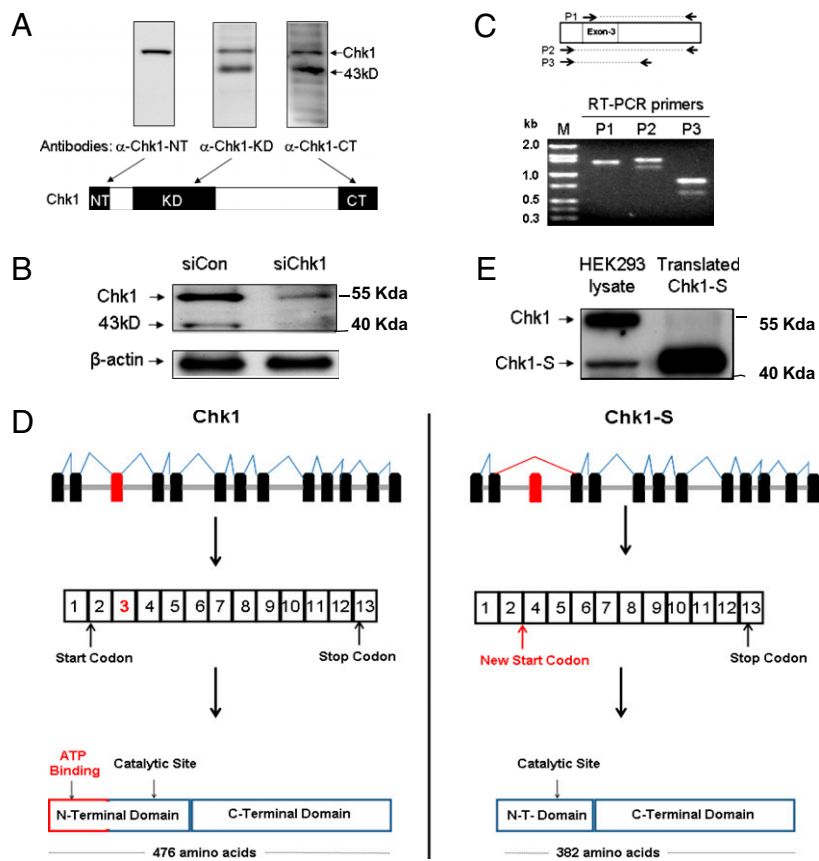 A
Chk1
43kD
Antibodies: α-Chk1-NT α-Chk1-KD α-Chk1-CT
Chk1 NT KD CT
B
siCon siChk1
Chk1 55 Kda
43kD 40 Kda
β-actin
C
P1
Exon-3
P2
P3
RT-PCR primers
kb M P1 P2 P3
2.0
1.0
0.5
0.3
E
HEK293 Translated
lysate Chk1-S
Chk1 55 Kda
Chk1-S
40 Kda
D
Chk1
1 2 3 4 5 6 7 8 9 10 11 12 13
Start Codon Stop Codon
ATP
Binding
Catalytic Site
N-Terminal Domain C-Terminal Domain
476 amino acids
Chk1-S
1 2 4 5 6 7 8 9 10 11 12 13
New Start Codon Stop Codon
Catalytic Site
N-T- Domain C-Terminal Domain
382 amino acids